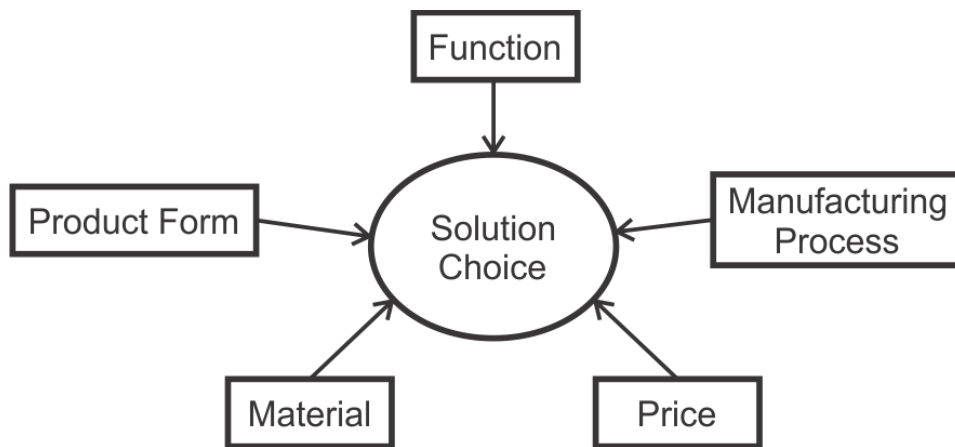 Function
Product Form
Solution
Choice
Manufacturing
Process
Material
Price